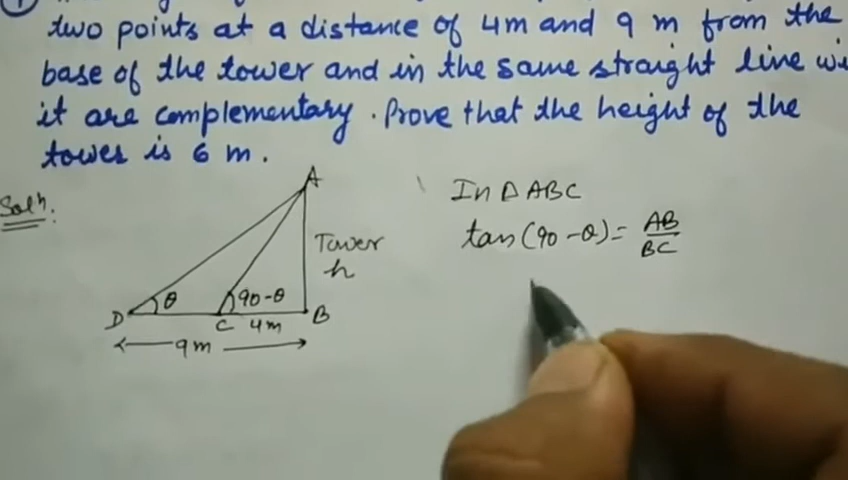 two points at a distance of 4m and 9 m from the
base of the tower and in the same straight line
it are complementary. Prove that the height of the
tower is 6 m.
Solⁿ:
A
Tower
h
θ
90-θ
D
C
4m
B
9m
In Δ ABC
tan(90-θ)= AB
BC